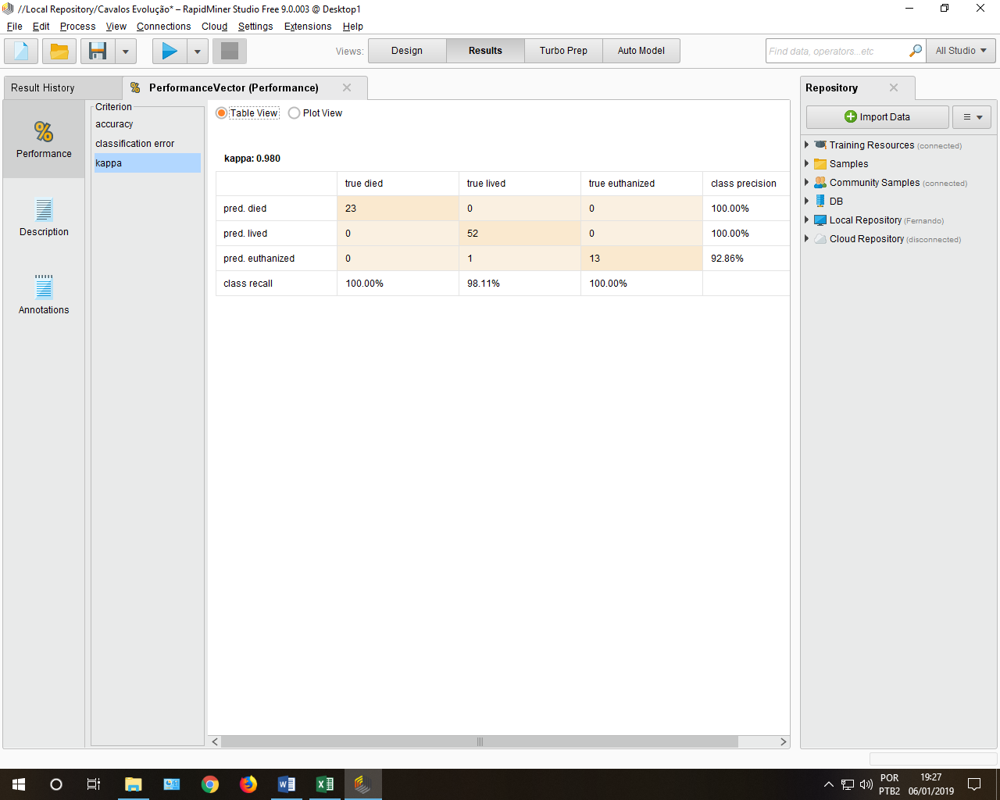 //Local Repository/Cavalos Evolução* – RapidMiner Studio Free 9.0.003 @ Desktop1
File Edit Process View Connections Cloud Settings Extensions Help
Views: Design Results Turbo Prep Auto Model
Find data, operators...etc
All Studio
Result History
PerformanceVector (Performance)
Performance
Description
Annotations
Criterion
accuracy
classification error
kappa
Table View Plot View
kappa: 0.980
true died true lived true euthanized class precision
pred. died 23 0 0 100.00%
pred. lived 0 52 0 100.00%
pred. euthanized 0 1 13 92.86%
class recall 100.00% 98.11% 100.00%
Repository
Import Data
Training Resources (connected)
Samples
Community Samples (connected)
DB
Local Repository (Fernando)
Cloud Repository (disconnected)
POR
PTB2
19:27
06/01/2019